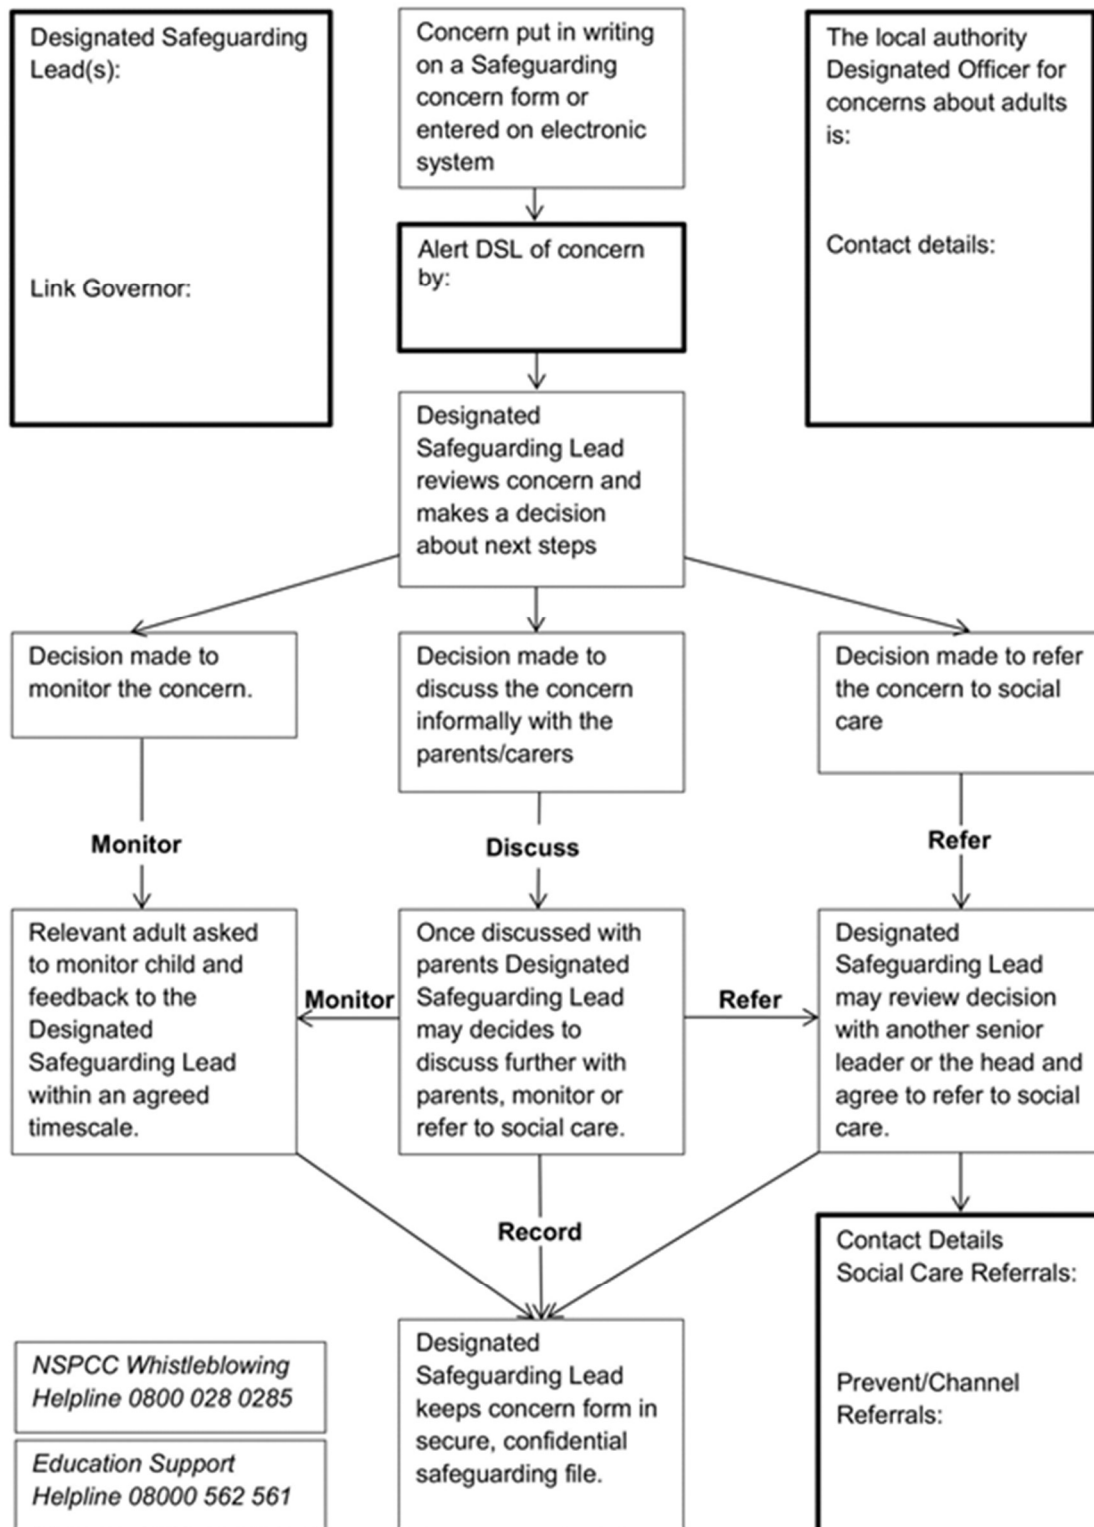 Designated Safeguarding
Lead(s):
Link Governor:
Concern put in writing
on a Safeguarding
concern form or
entered on electronic
system
The local authority
Designated Officer for
concerns about adults
is:
Contact details:
Alert DSL of concern
by:
Designated
Safeguarding Lead
reviews concern and
makes a decision
about next steps
Decision made to
monitor the concern.
Decision made to
discuss the concern
informally with the
parents/carers
Decision made to refer
the concern to social
care
Monitor
Discuss
Refer
Relevant adult asked
to monitor child and
feedback to the
Designated
Safeguarding Lead
within an agreed
timescale.
Monitor
Once discussed with
parents Designated
Safeguarding Lead
may decides to
discuss further with
parents, monitor or
refer to social care.
Refer
Designated
Safeguarding Lead
may review decision
with another senior
leader or the head and
agree to refer to social
care.
Record
Contact Details
Social Care Referrals:
Prevent/Channel
Referrals:
Designated
Safeguarding Lead
keeps concern form in
secure, confidential
safeguarding file.
NSPCC Whistleblowing
Helpline 0800 028 0285
Education Support
Helpline 08000 562 561